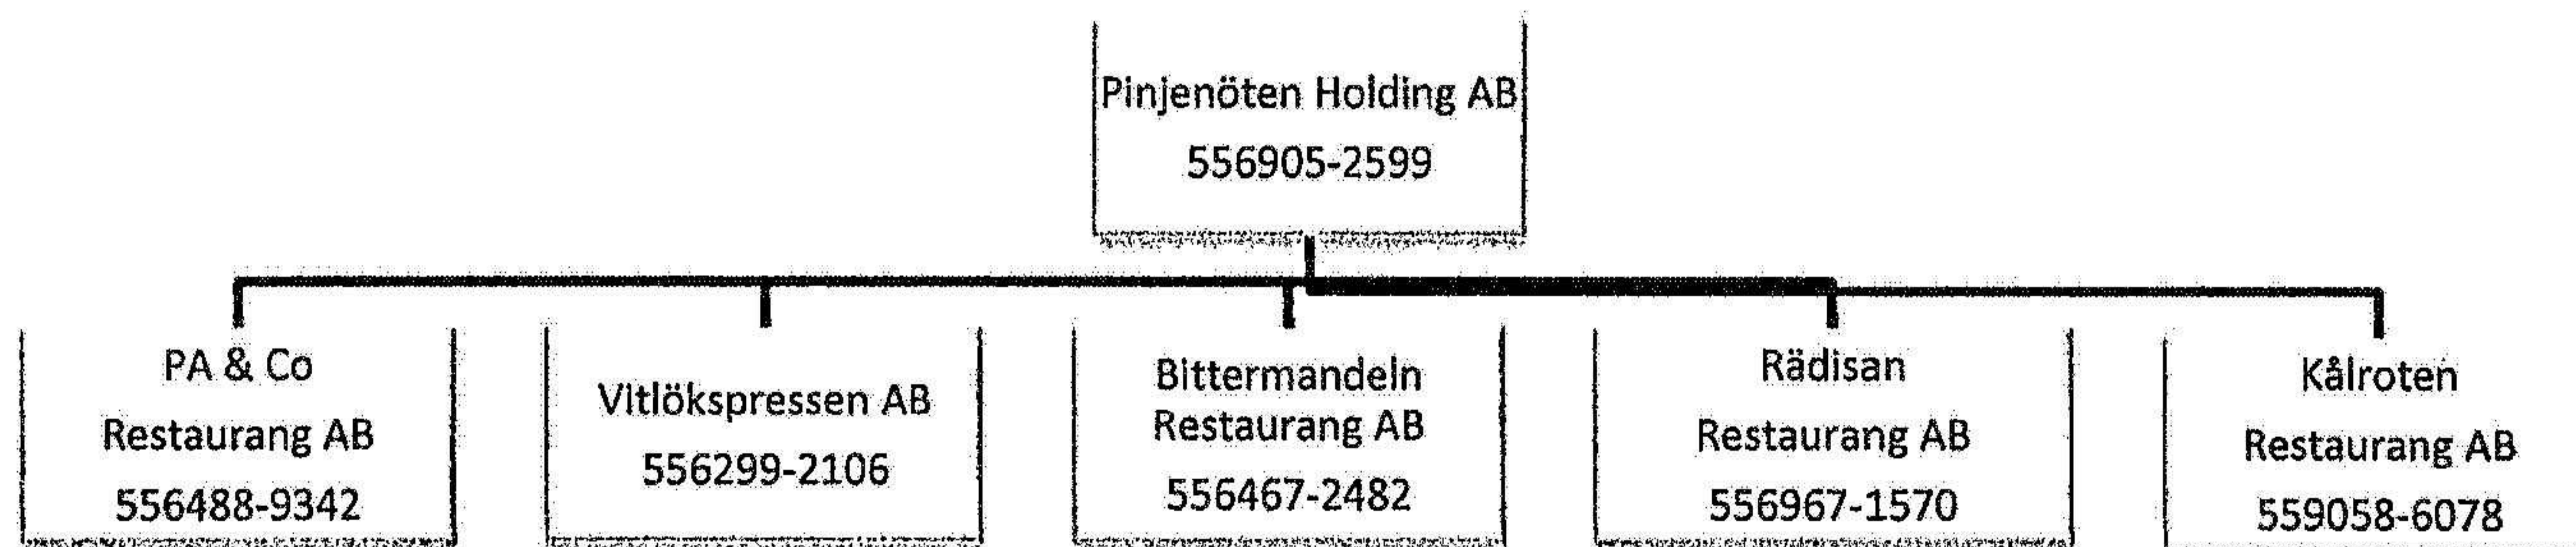 Pinjenöten Holding AB
556905-2599
PA & Co
Restaurang AB
556488-9342
Vitlökspressen AB
556299-2106
Bittermandeln
Restaurang AB
556467-2482
Rädisan
Restaurang AB
556967-1570
Kålroten
Restaurang AB
559058-6078